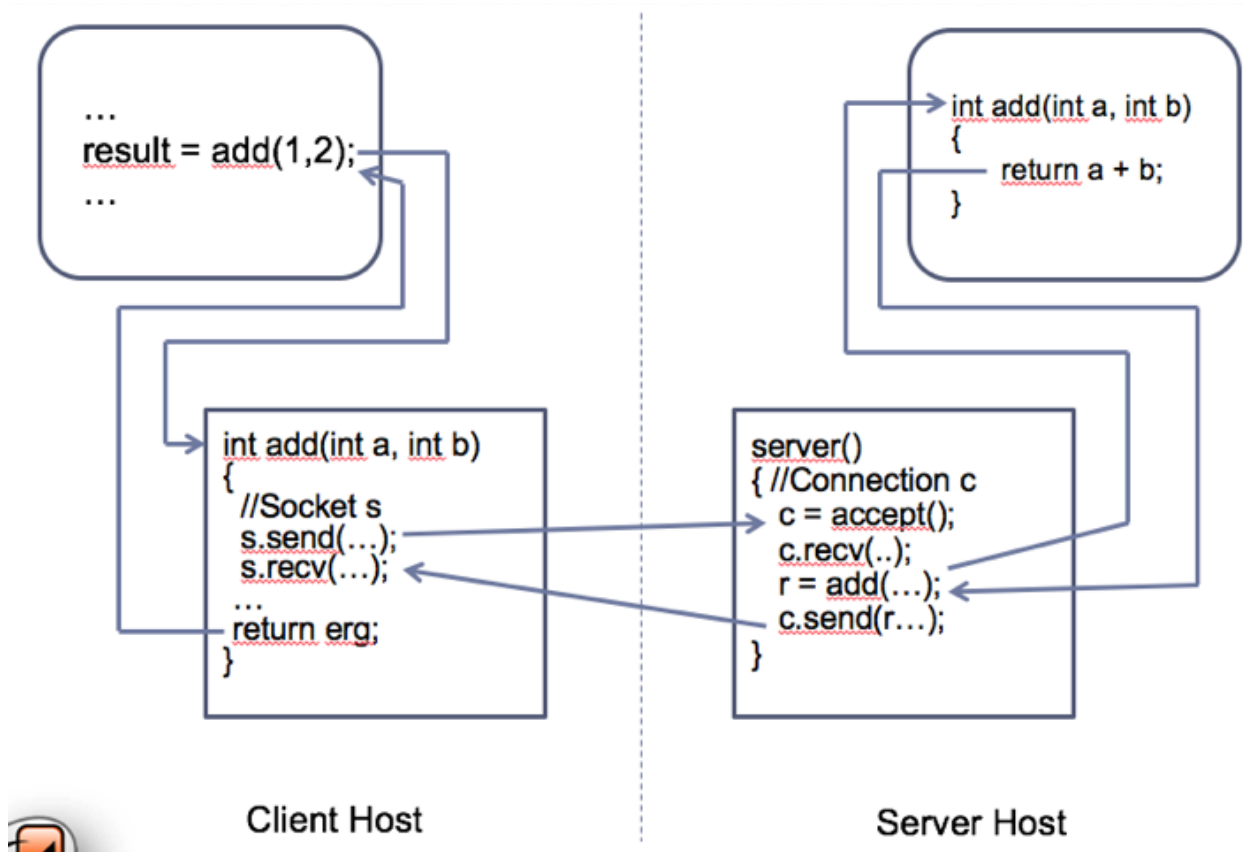 ...
result = add(1,2);
...
int add(int a, int b)
{
return a + b;
}
int add(int a, int b)
{
//Socket s
s.send(...);
s.recv(...);
...
return erg;
}
server()
{ //Connection c
c = accept();
c.recv(..);
r = add(...);
c.send(r...);
}
Client Host
Server Host